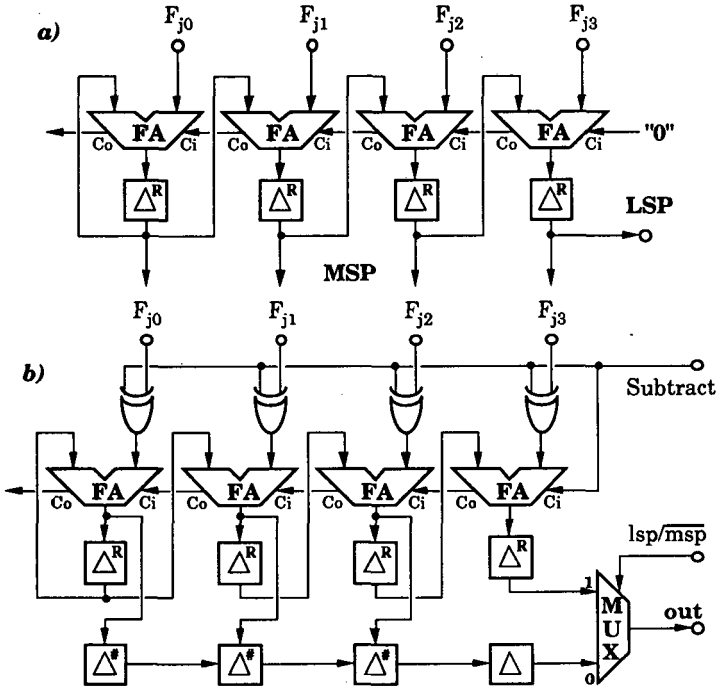 a) F_j0 F_j1 F_j2 F_j3
FA FA FA FA "0"
Co Ci Co Ci Co Ci Co Ci
△R △R △R △R LSP
MSP
F_j0 F_j1 F_j2 F_j3
b)
Subtract
FA FA FA FA
Co Ci Co Ci Co Ci Co Ci
lsp/m̅s̅p̅
△R △R △R △R
1 MUX out
△# △# △# △
0